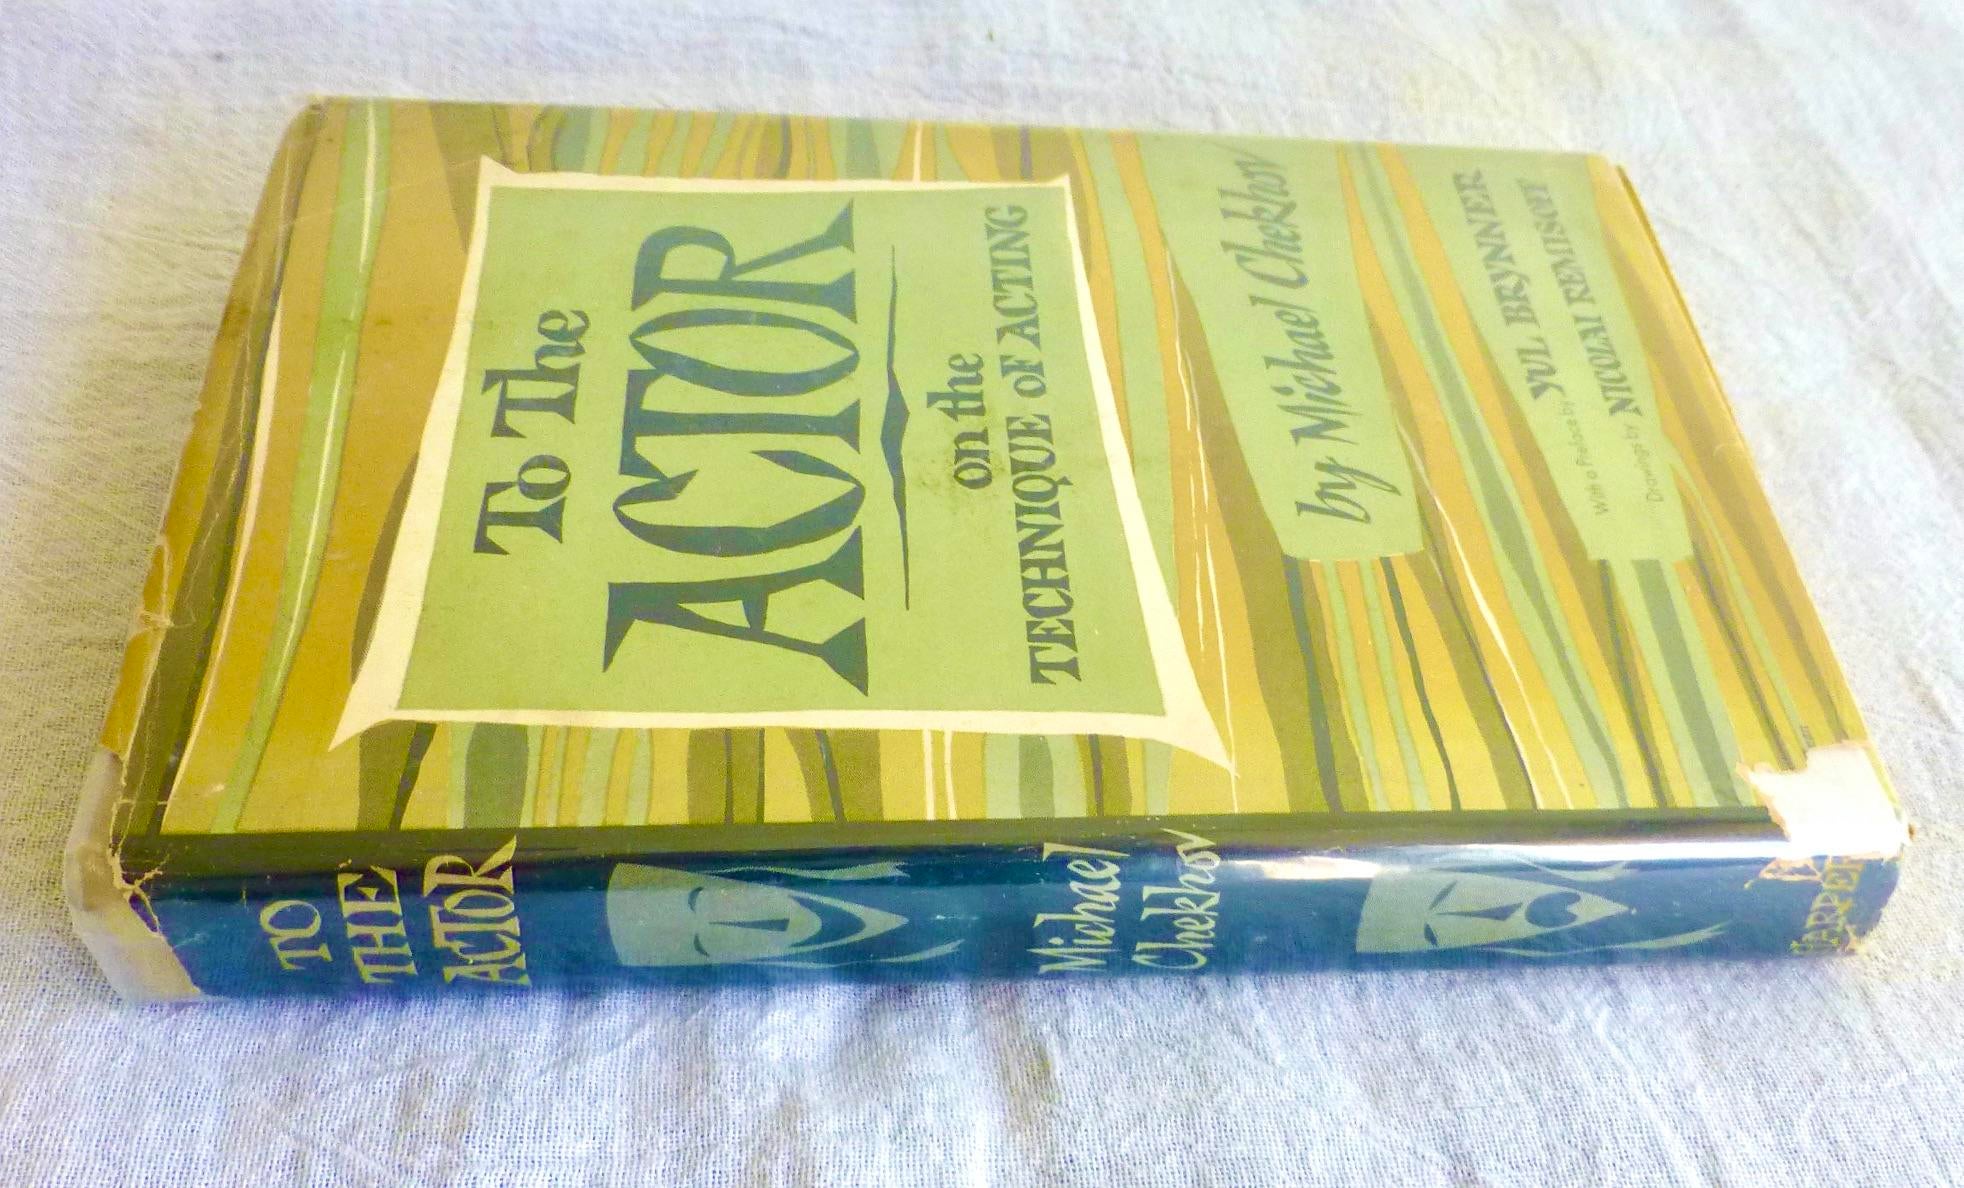 To The
ACTOR
on the
TECHNIQUE OF ACTING
by Michael Chekhov
With a Preface by YUL BRYNNER
Drawings by NICOLAI REMISOFF
TO
THE
ACTOR
Michael
Chekhov
HARPER